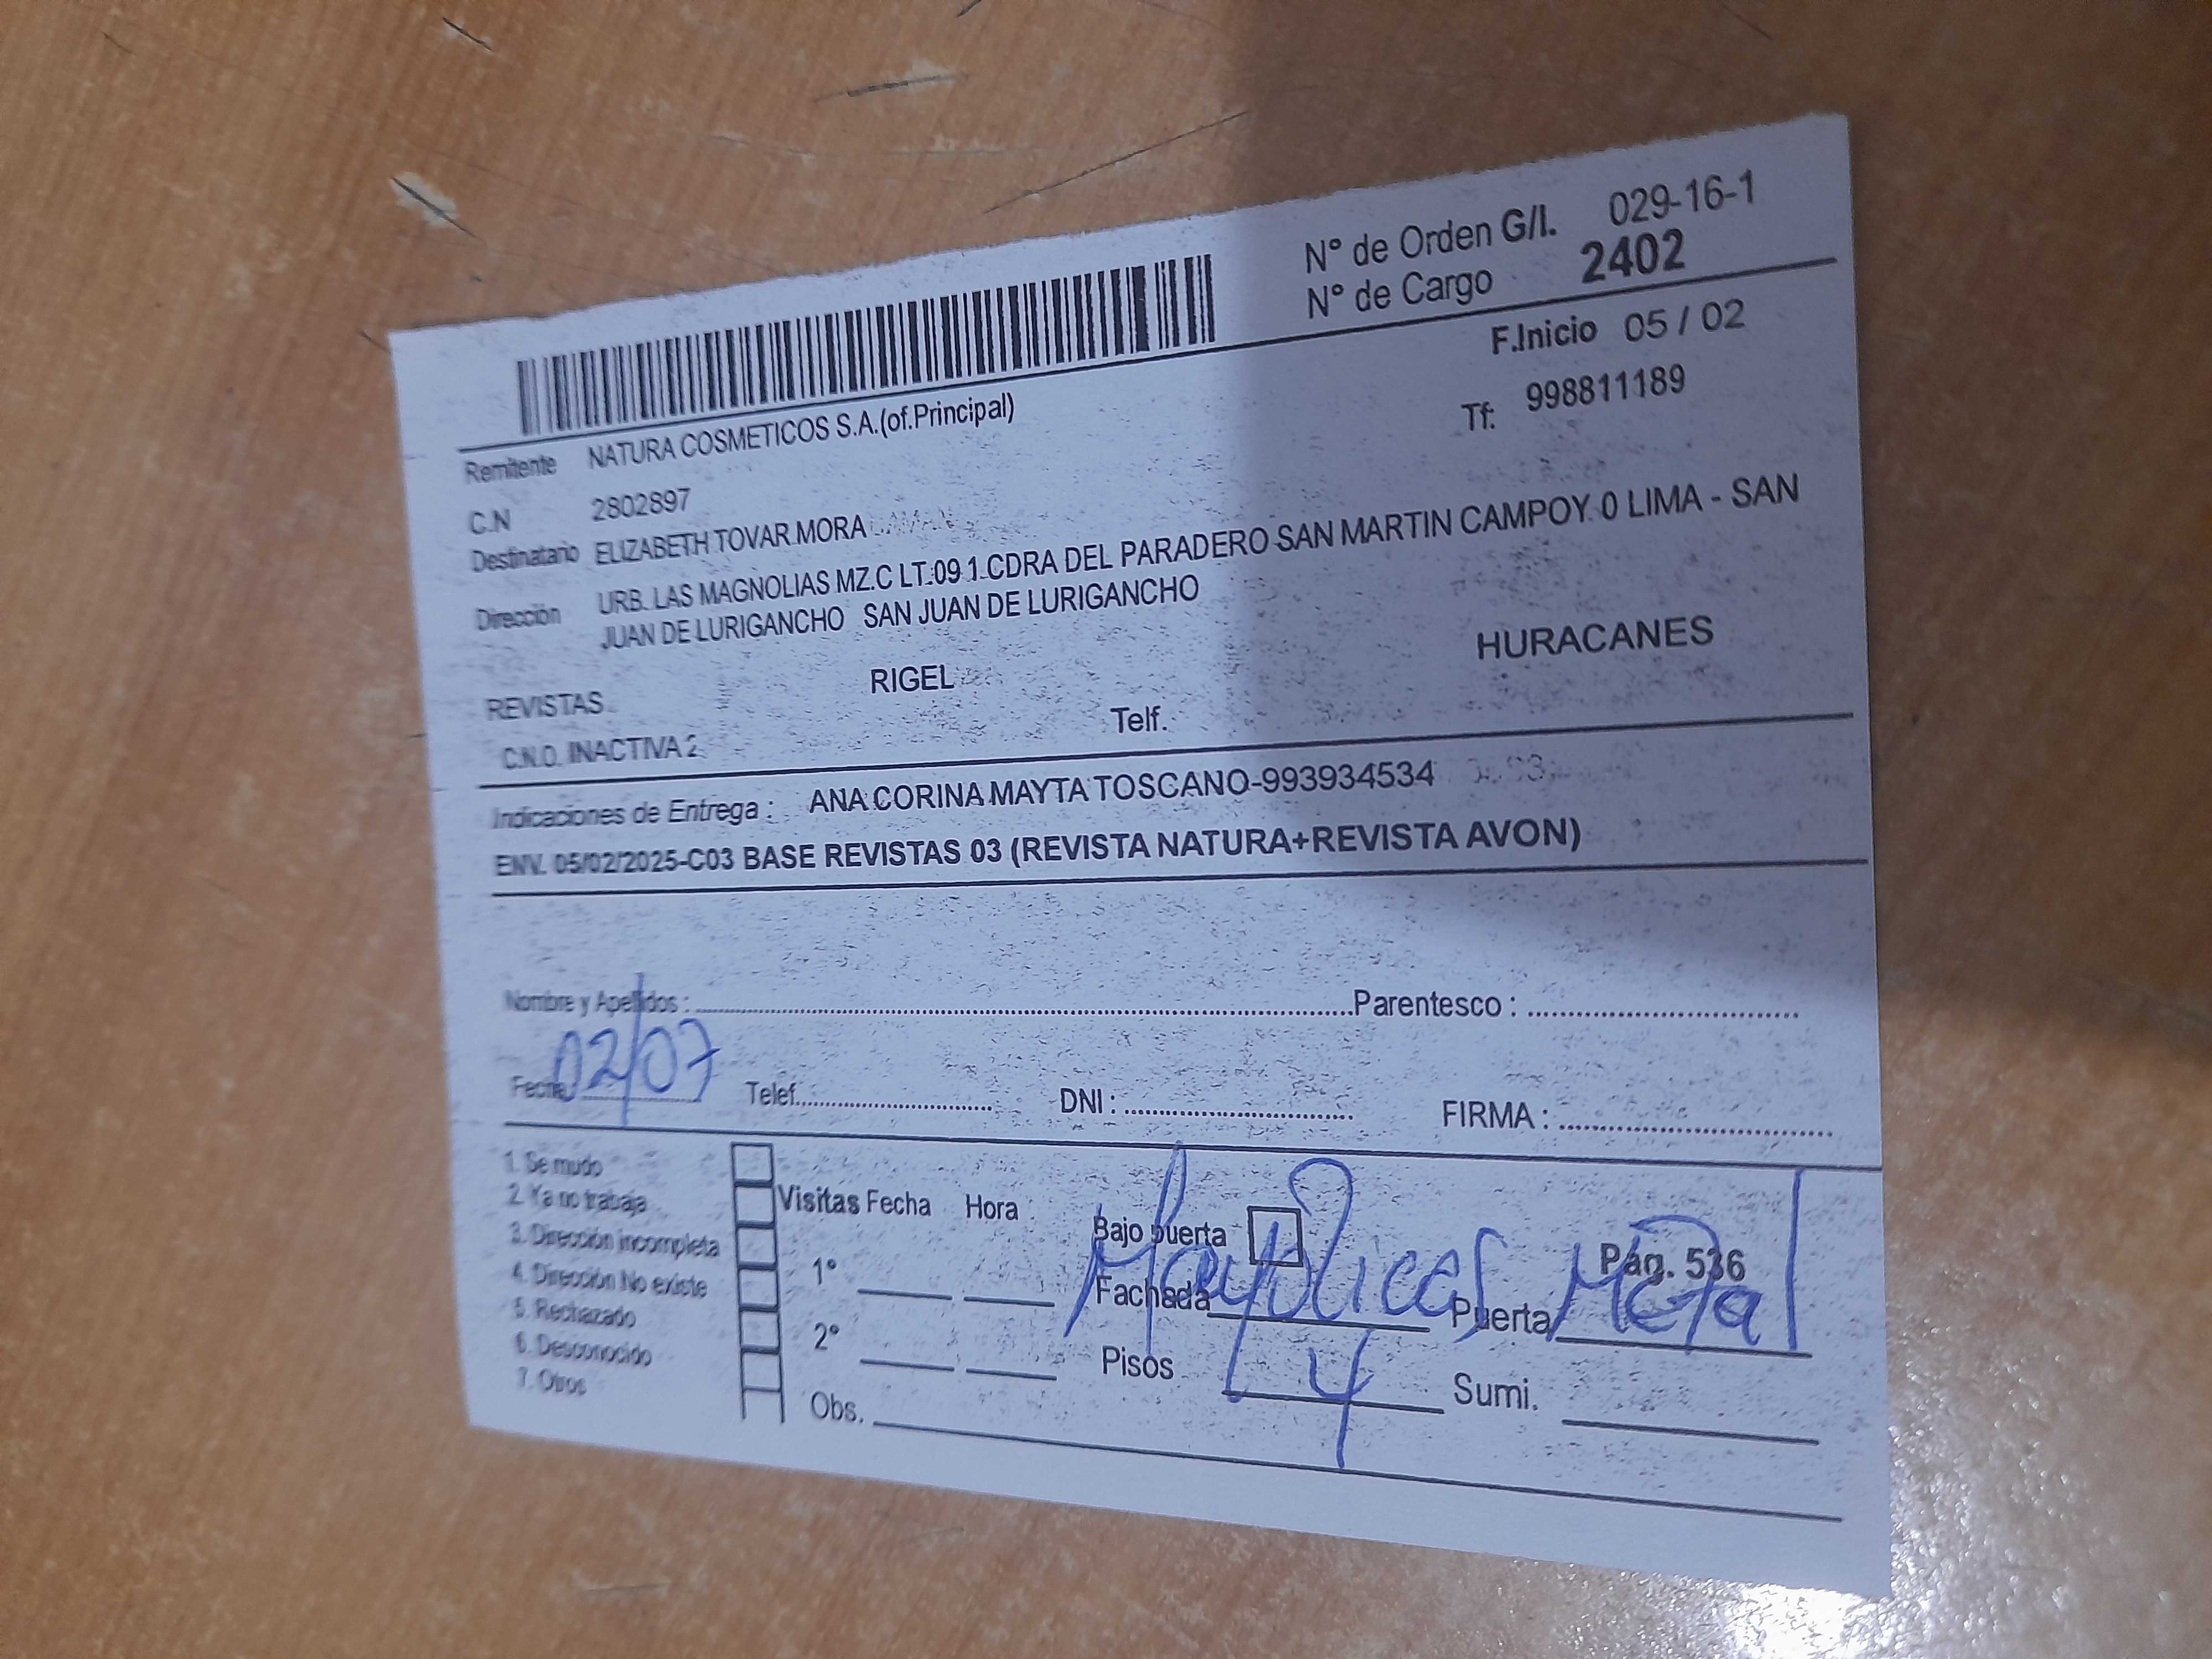 N° de Orden G/I. 029-16-1
N° de Cargo 2402
F.Inicio 05 / 02
Remitente NATURA COSMETICOS S.A.(of.Principal)
Tf: 998811189
C.N 2802897
Destinatario ELIZABETH TOVAR MORA
Dirección URB. LAS MAGNOLIAS MZ.C LT.09 1 CDRA DEL PARADERO SAN MARTIN CAMPOY 0 LIMA - SAN
JUAN DE LURIGANCHO SAN JUAN DE LURIGANCHO
REVISTAS RIGEL HURACANES
C.N.O. INACTIVA 2 Telf.
Indicaciones de Entrega : ANA CORINA MAYTA TOSCANO-993934534
ENV. 05/02/2025-C03 BASE REVISTAS 03 (REVISTA NATURA+REVISTA AVON)
Nombre y Apellidos : Parentesco :
Fecha 02/07 Telef. DNI : FIRMA :
1. Se mudo
2. Ya no trabaja
3. Dirección incompleta
4. Dirección No existe
5. Rechazado
6. Desconocido
7. Otros
Visitas Fecha Hora
1°
2°
Obs.
Bajo puerta
Pág. 536
Fachada Mayolicas Puerta Metal
Pisos 4 Sumi.